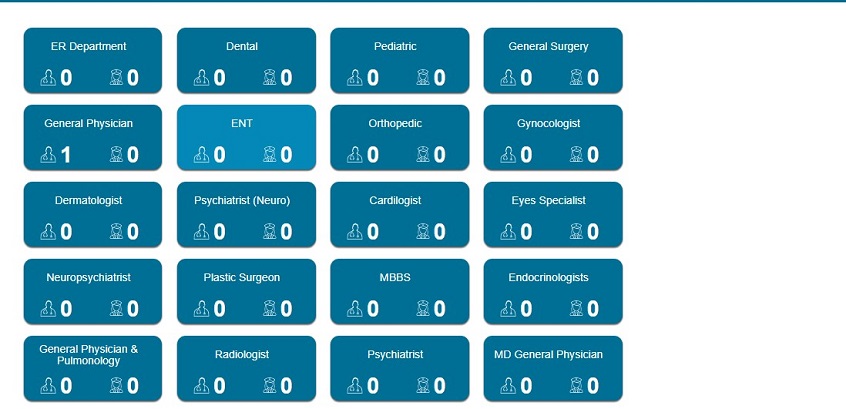 ER Department
0 0
Dental
0 0
Pediatric
0 0
General Surgery
0 0
General Physician
1 0
ENT
0 0
Orthopedic
0 0
Gynocologist
0 0
Dermatologist
0 0
Psychiatrist (Neuro)
0 0
Cardilogist
0 0
Eyes Specialist
0 0
Neuropsychiatrist
0 0
Plastic Surgeon
0 0
MBBS
0 0
Endocrinologists
0 0
General Physician &
Pulmonology
0 0
Radiologist
0 0
Psychiatrist
0 0
MD General Physician
0 0